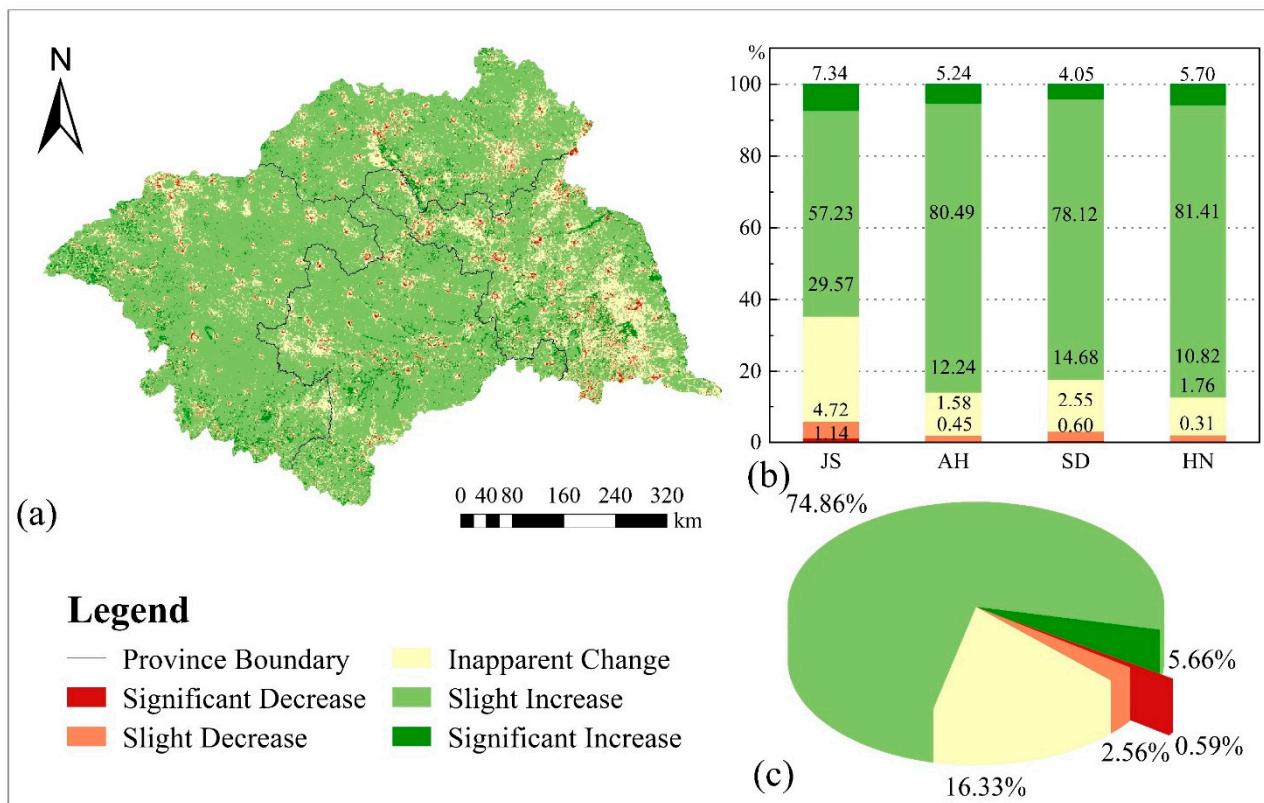 N
(a)
0 40 80 160 240 320
km
%
7.34 5.24 4.05 5.70
100
80
57.23 80.49 78.12 81.41
60
29.57
40
12.24 14.68 10.82
20
1.76
1.58 2.55
4.72 0.45 0.60 0.31
1.14
0
JS AH SD HN
(b)
74.86%
5.66%
0.59%
2.56%
16.33%
(c)
Legend
Province Boundary
Significant Decrease
Slight Decrease
Inapparent Change
Slight Increase
Significant Increase